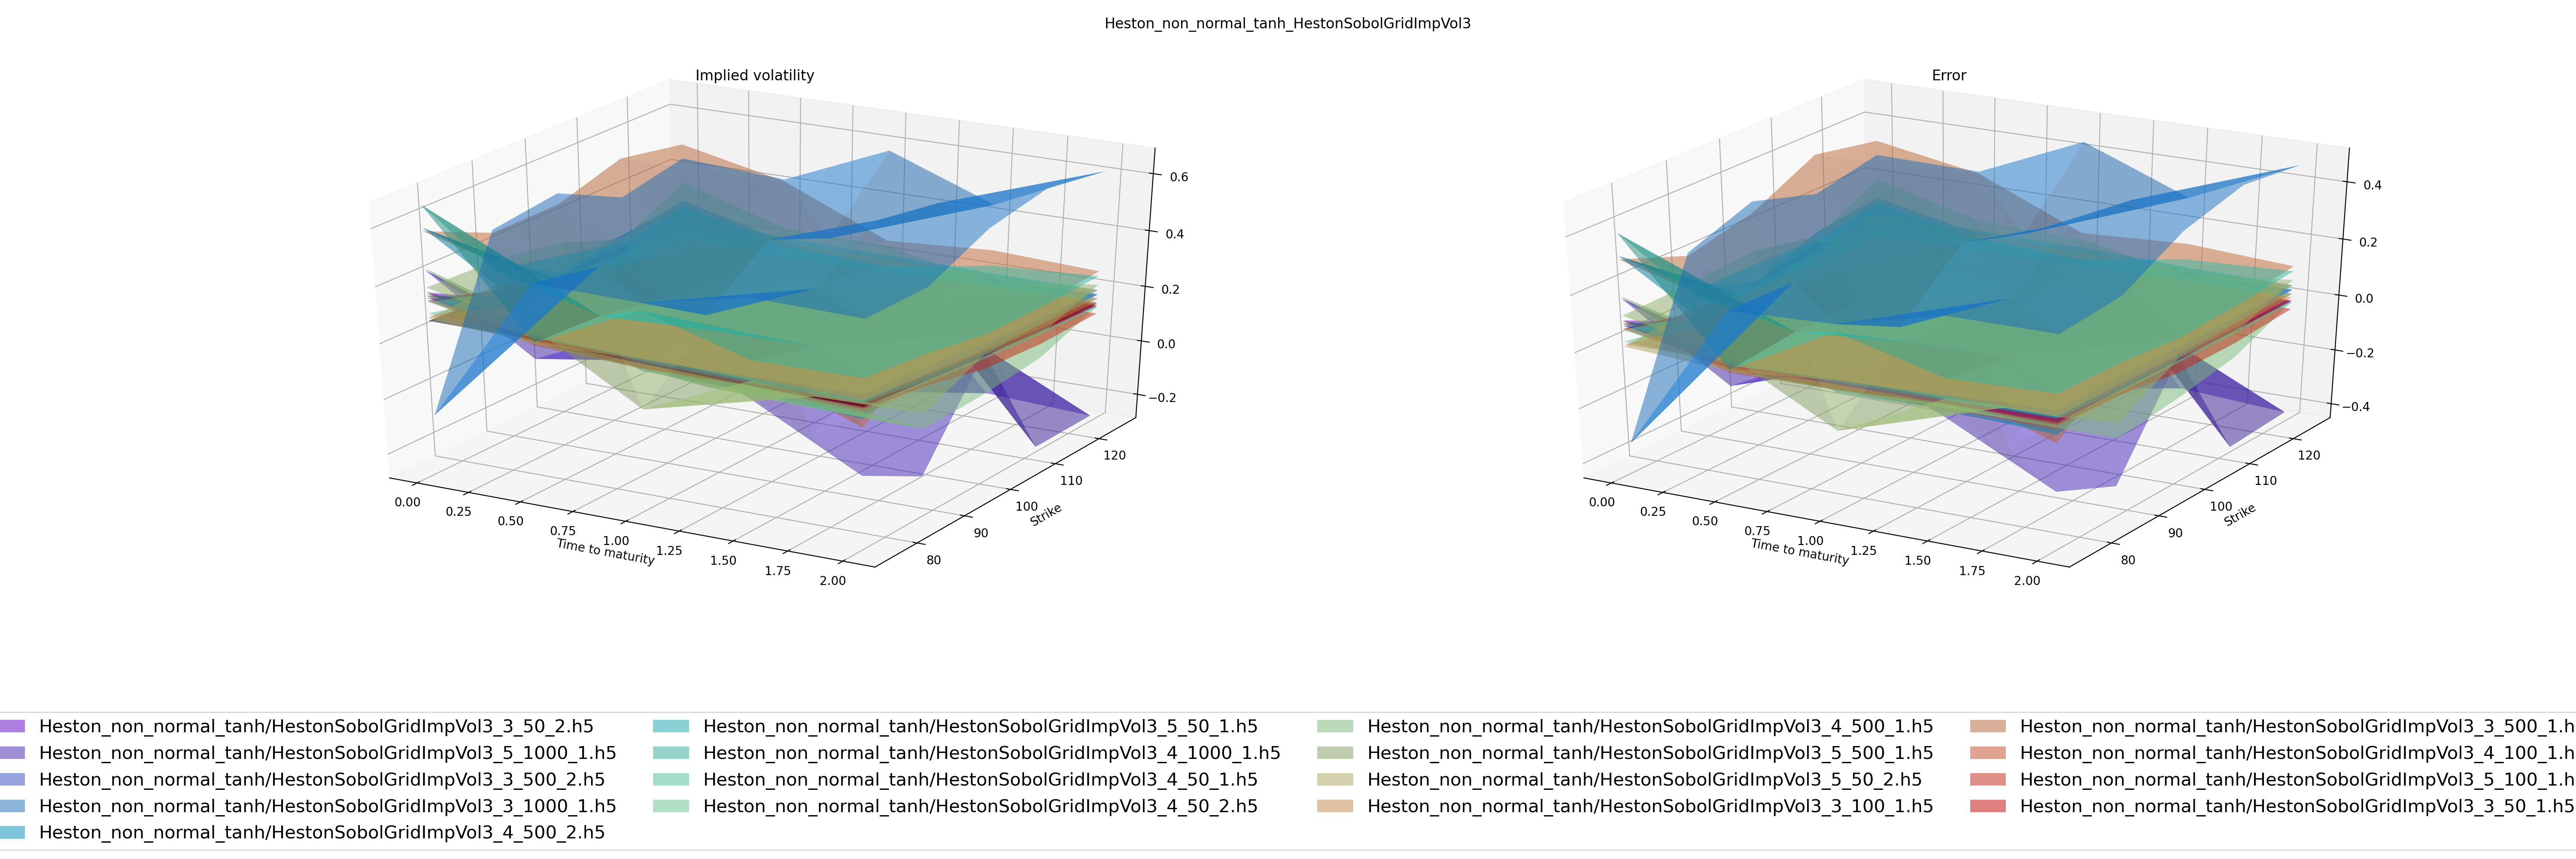 Heston_non_normal_tanh_HestonSobolGridImpVol3
Implied volatility
0.6
0.4
0.2
0.0
−0.2
120
110
100
90
80
Strike
0.00
0.25
0.50
0.75
1.00
1.25
1.50
1.75
2.00
Time to maturity
Error
0.4
0.2
0.0
−0.2
−0.4
120
110
100
90
80
Strike
0.00
0.25
0.50
0.75
1.00
1.25
1.50
1.75
2.00
Time to maturity
Heston_non_normal_tanh/HestonSobolGridImpVol3_3_50_2.h5
Heston_non_normal_tanh/HestonSobolGridImpVol3_5_1000_1.h5
Heston_non_normal_tanh/HestonSobolGridImpVol3_3_500_2.h5
Heston_non_normal_tanh/HestonSobolGridImpVol3_3_1000_1.h5
Heston_non_normal_tanh/HestonSobolGridImpVol3_4_500_2.h5
Heston_non_normal_tanh/HestonSobolGridImpVol3_5_50_1.h5
Heston_non_normal_tanh/HestonSobolGridImpVol3_4_1000_1.h5
Heston_non_normal_tanh/HestonSobolGridImpVol3_4_50_1.h5
Heston_non_normal_tanh/HestonSobolGridImpVol3_4_50_2.h5
Heston_non_normal_tanh/HestonSobolGridImpVol3_4_500_1.h5
Heston_non_normal_tanh/HestonSobolGridImpVol3_5_500_1.h5
Heston_non_normal_tanh/HestonSobolGridImpVol3_5_50_2.h5
Heston_non_normal_tanh/HestonSobolGridImpVol3_3_100_1.h5
Heston_non_normal_tanh/HestonSobolGridImpVol3_3_500_1.h
Heston_non_normal_tanh/HestonSobolGridImpVol3_4_100_1.h
Heston_non_normal_tanh/HestonSobolGridImpVol3_5_100_1.h
Heston_non_normal_tanh/HestonSobolGridImpVol3_3_50_1.h5